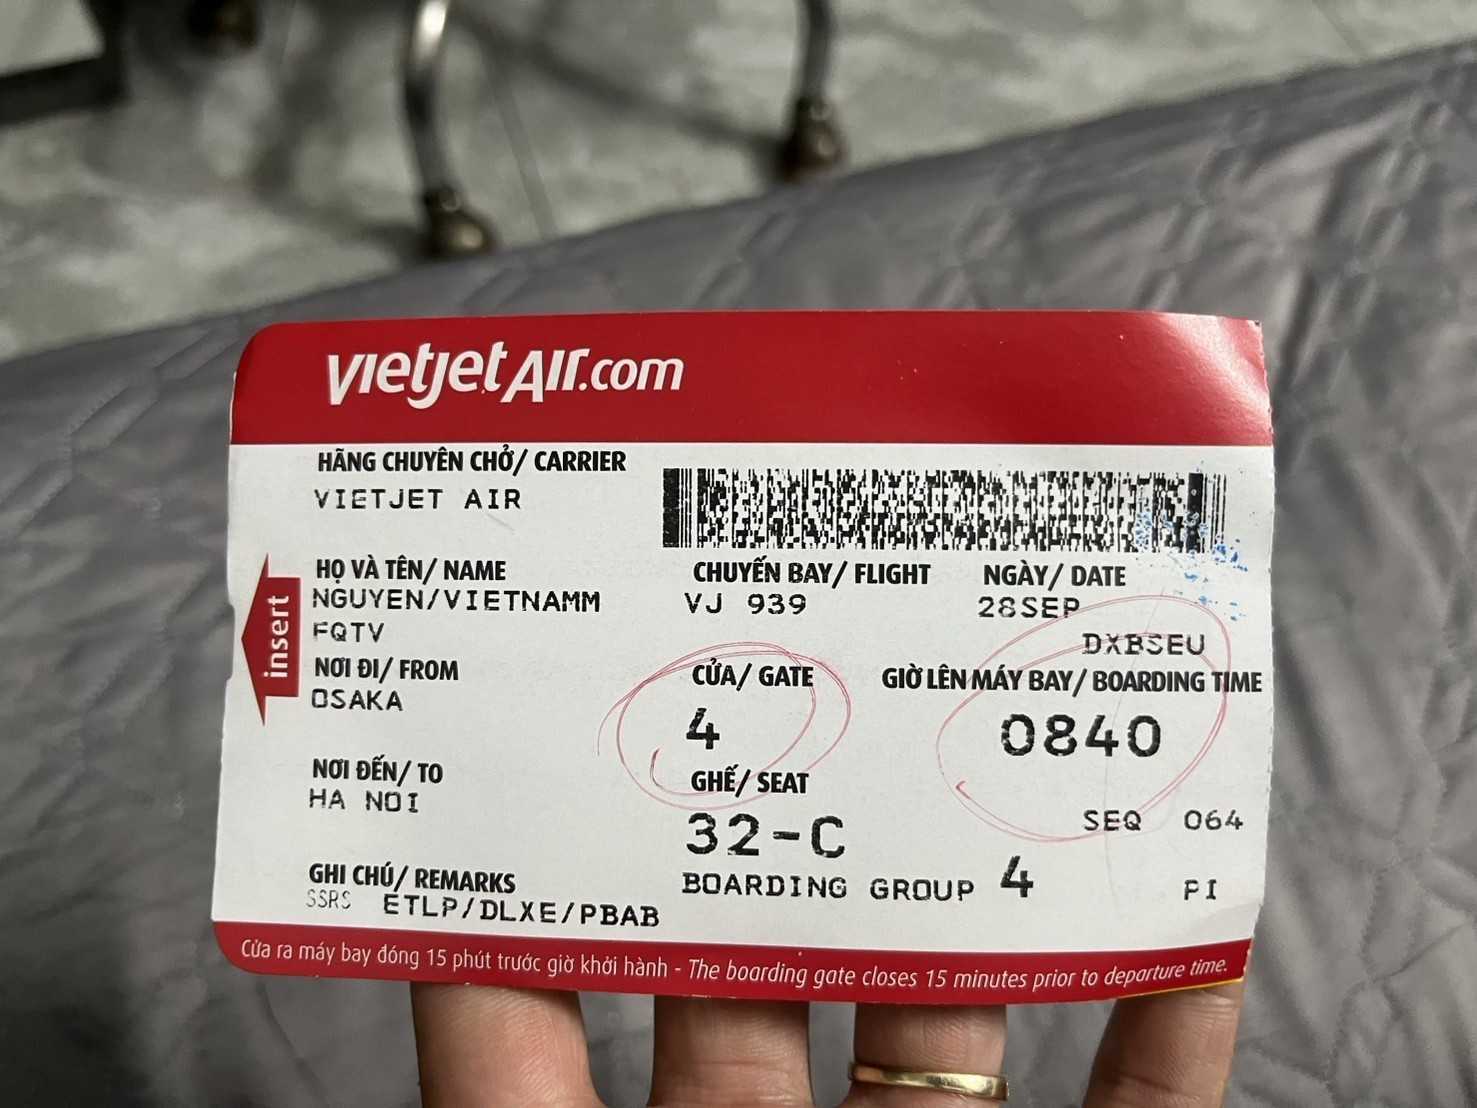 vietjet Air.com
HÃNG CHUYÊN CHỞ/ CARRIER
VIETJET AIR
HỌ VÀ TÊN/ NAME
NGUYEN/VIETNAMM
FQTV
CHUYẾN BAY/ FLIGHT
VJ 939
NGÀY/ DATE
28SEP
DXBSEU
insert
NƠI ĐI/ FROM
OSAKA
CỬA/ GATE
4
GIỜ LÊN MÁY BAY/ BOARDING TIME
0840
NƠI ĐẾN/ TO
HA NOI
GHẾ/ SEAT
32-C
SEQ 064
GHI CHÚ/ REMARKS
SSRS ETLP/DLXE/PBAB
BOARDING GROUP 4
PI
Cửa ra máy bay đóng 15 phút trước giờ khởi hành - The boarding gate closes 15 minutes prior to departure time.